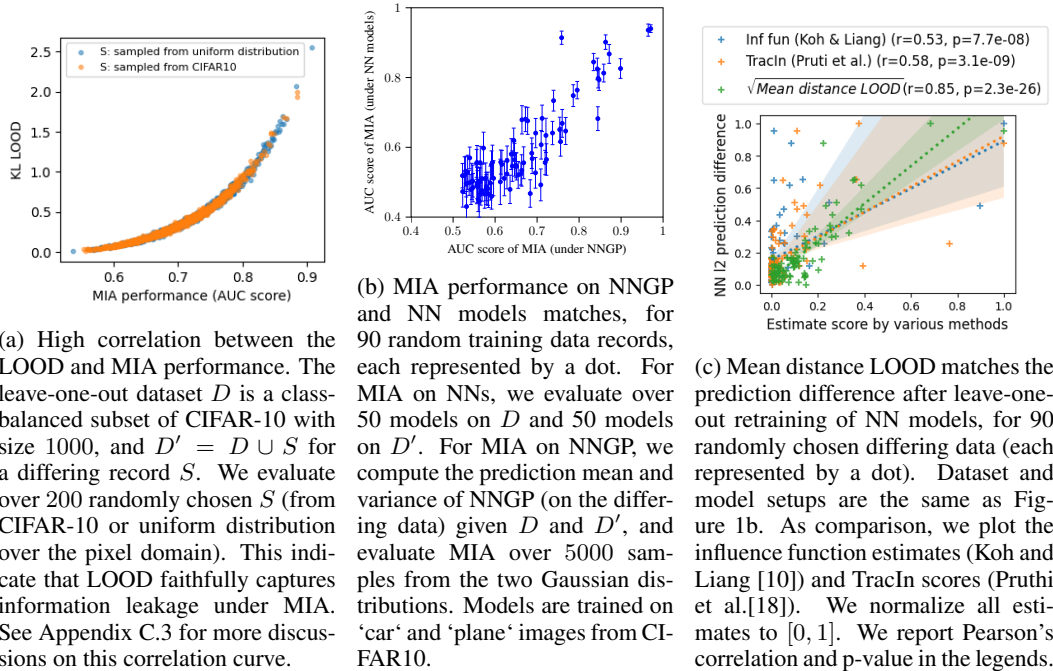 S: sampled from uniform distribution
S: sampled from CIFAR10
2.5
2.0
1.5
1.0
0.5
0.0
KL LOOD
0.6
0.7
0.8
0.9
MIA performance (AUC score)
(a) High correlation between the
LOOD and MIA performance. The
leave-one-out dataset D is a class-
balanced subset of CIFAR-10 with
size 1000, and D′ = D ∪ S for
a differing record S. We evaluate
over 200 randomly chosen S (from
CIFAR-10 or uniform distribution
over the pixel domain). This indi-
cate that LOOD faithfully captures
information leakage under MIA.
See Appendix C.3 for more discus-
sions on this correlation curve.
1
0.8
0.6
0.4
AUC score of MIA (under NN models)
0.4
0.5
0.6
0.7
0.8
0.9
1
AUC score of MIA (under NNGP)
(b) MIA performance on NNGP
and NN models matches, for
90 random training data records,
each represented by a dot. For
MIA on NNs, we evaluate over
50 models on D and 50 models
on D′. For MIA on NNGP, we
compute the prediction mean and
variance of NNGP (on the differ-
ing data) given D and D′, and
evaluate MIA over 5000 sam-
ples from the two Gaussian dis-
tributions. Models are trained on
‘car‘ and ‘plane‘ images from CI-
FAR10.
Inf fun (Koh & Liang) (r=0.53, p=7.7e-08)
TracIn (Pruti et al.) (r=0.58, p=3.1e-09)
√Mean distance LOOD(r=0.85, p=2.3e-26)
1.0
0.8
0.6
0.4
0.2
0.0
NN l2 prediction difference
0.0
0.2
0.4
0.6
0.8
1.0
Estimate score by various methods
(c) Mean distance LOOD matches the
prediction difference after leave-one-
out retraining of NN models, for 90
randomly chosen differing data (each
represented by a dot). Dataset and
model setups are the same as Fig-
ure 1b. As comparison, we plot the
influence function estimates (Koh and
Liang [10]) and TracIn scores (Pruthi
et al.[18]). We normalize all esti-
mates to [0, 1]. We report Pearson's
correlation and p-value in the legends.